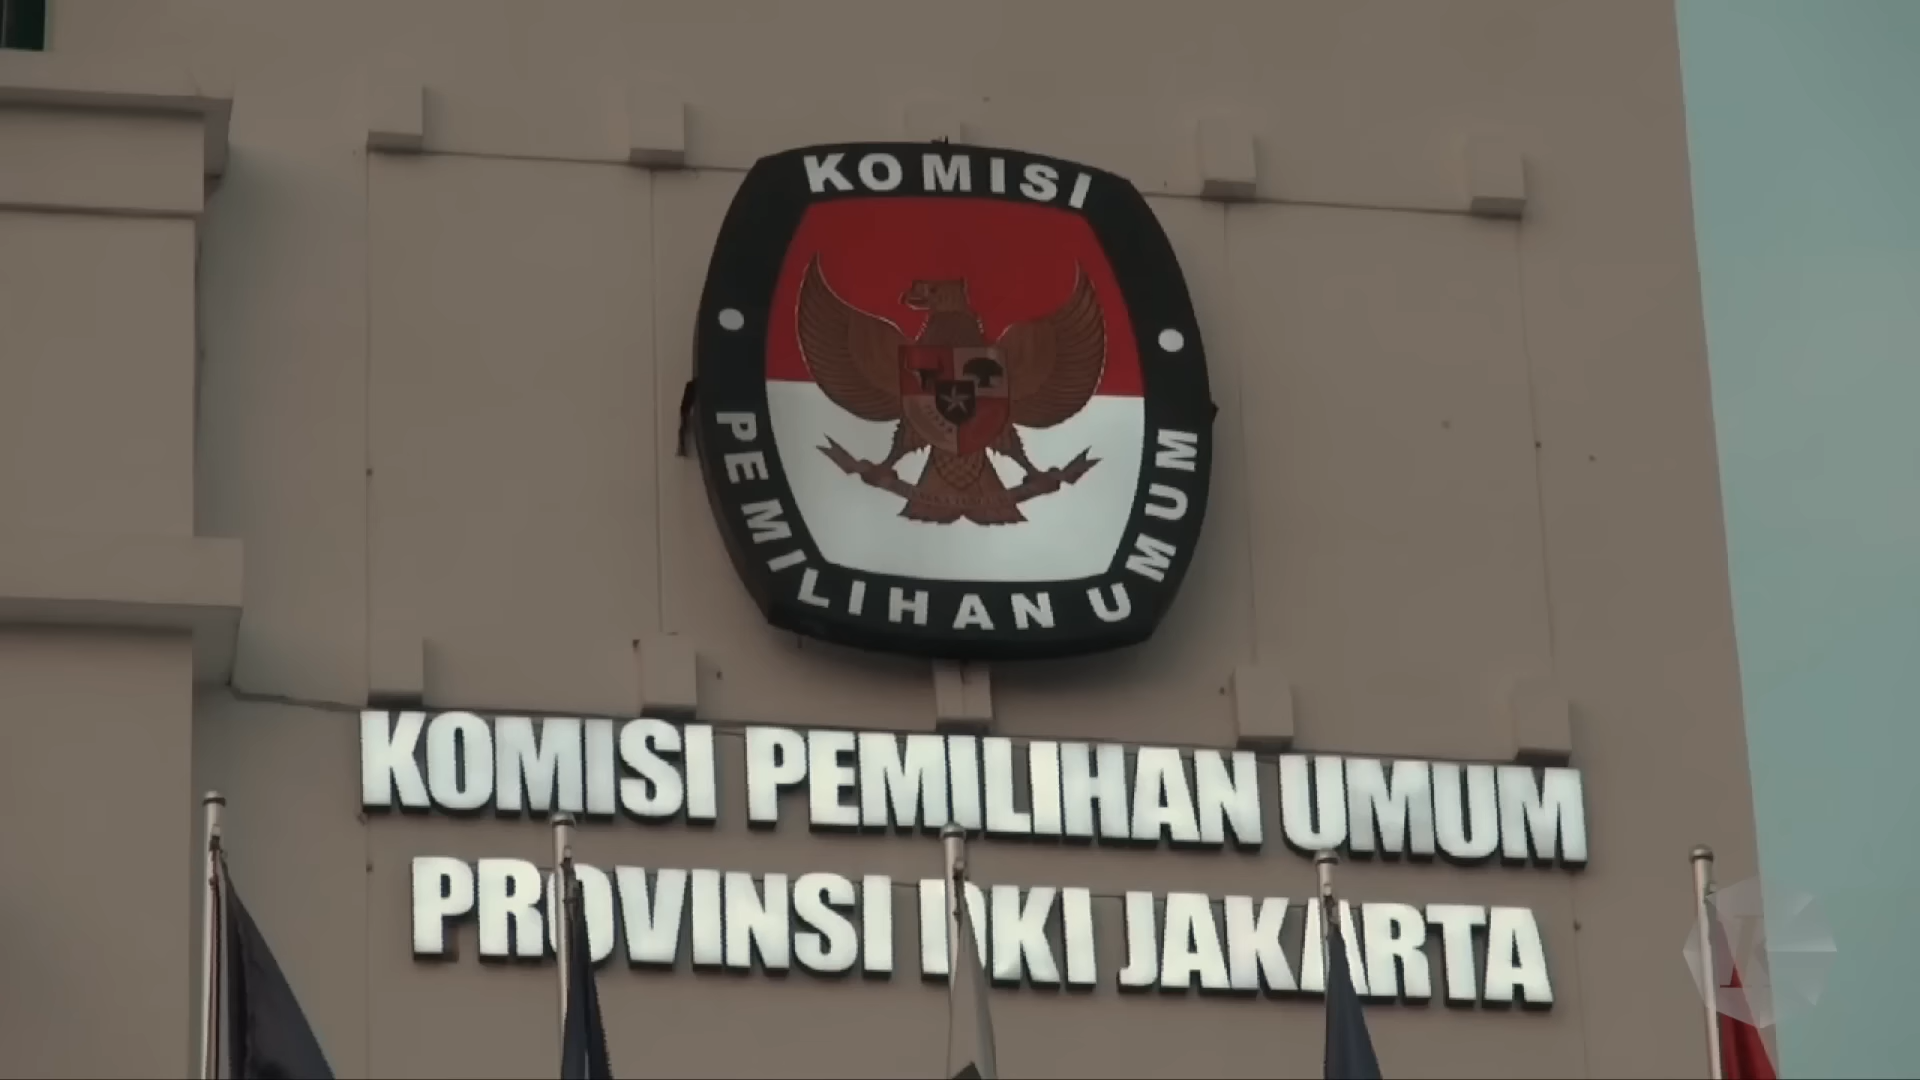 KOMISI
PEMILIHAN UMUM
KOMISI PEMILIHAN UMUM
PROVINSI DKI JAKARTA